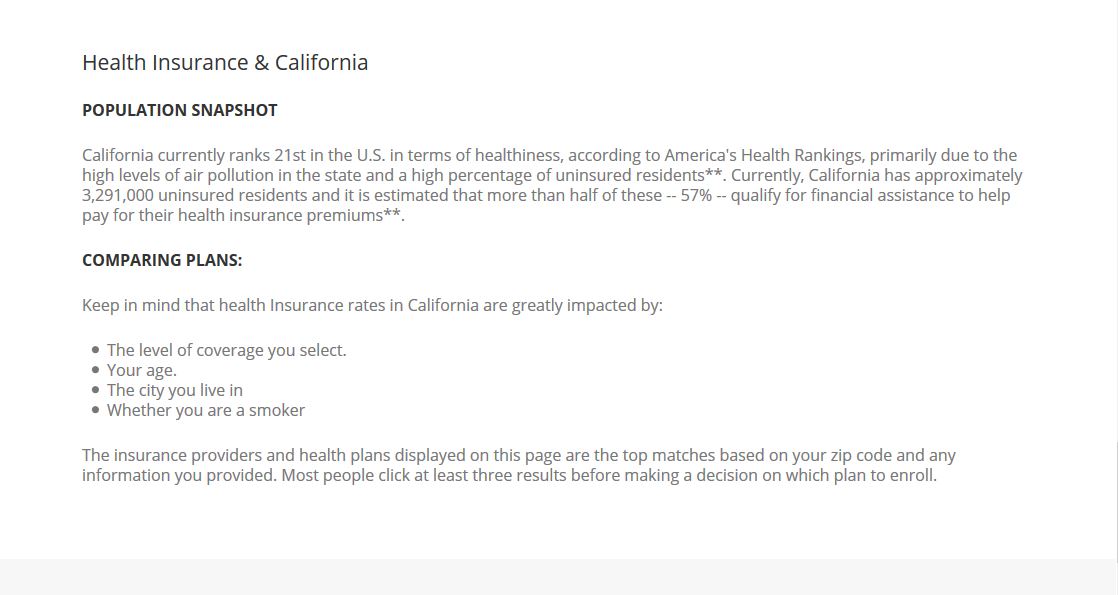 Health Insurance & California
POPULATION SNAPSHOT
California currently ranks 21st in the U.S. in terms of healthiness, according to America's Health Rankings, primarily due to the
high levels of air pollution in the state and a high percentage of uninsured residents**. Currently, California has approximately
3,291,000 uninsured residents and it is estimated that more than half of these -- 57% -- qualify for financial assistance to help
pay for their health insurance premiums**.
COMPARING PLANS:
Keep in mind that health Insurance rates in California are greatly impacted by:
● The level of coverage you select.
● Your age.
● The city you live in
● Whether you are a smoker
The insurance providers and health plans displayed on this page are the top matches based on your zip code and any
information you provided. Most people click at least three results before making a decision on which plan to enroll.